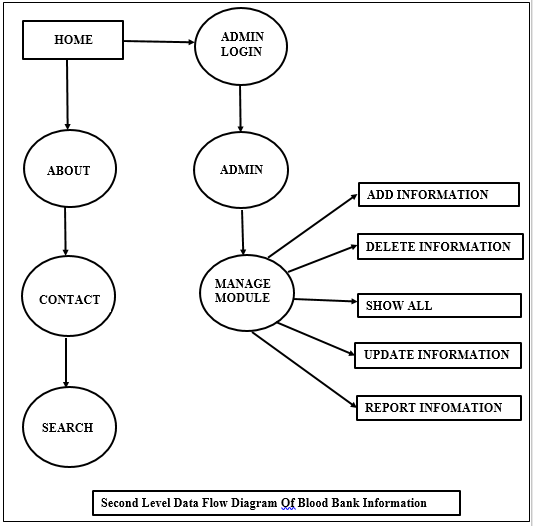 HOME
ADMIN
LOGIN
ABOUT
ADMIN
ADD INFORMATION
DELETE INFORMATION
MANAGE
MODULE
CONTACT
SHOW ALL
UPDATE INFORMATION
REPORT INFOMATION
SEARCH
Second Level Data Flow Diagram Of Blood Bank Information